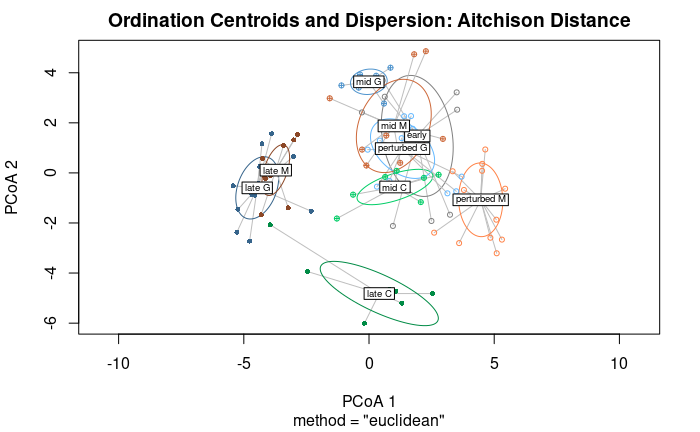 Ordination Centroids and Dispersion: Aitchison Distance
PCoA 2
4
2
0
-2
-4
-6
mid G
mid M
early
perturbed G
late M
late G
mid C
perturbed M
late C
-10
-5
0
5
10
PCoA 1
method = "euclidean"